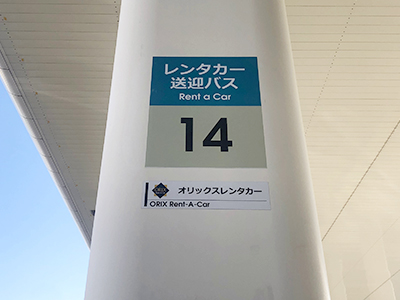 レンタカー
送迎バス
Rent a Car
14
ORIX
オリックスレンタカー
ORIX Rent-A-Car